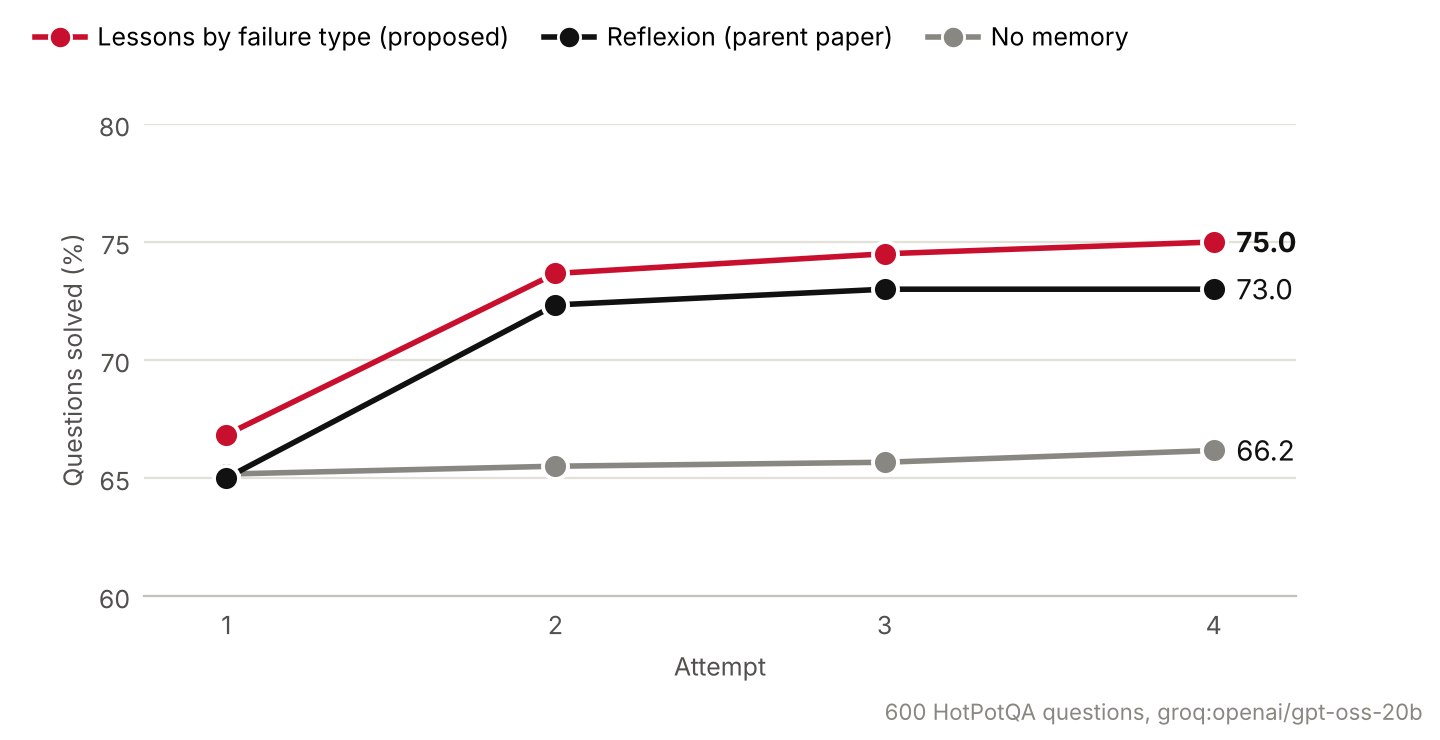 Lessons by failure type (proposed) Reflexion (parent paper) No memory
80
75
70
65
60
Questions solved (%)
75.0
73.0
66.2
1 2 3 4
Attempt
600 HotPotQA questions, groq:openai/gpt-oss-20b